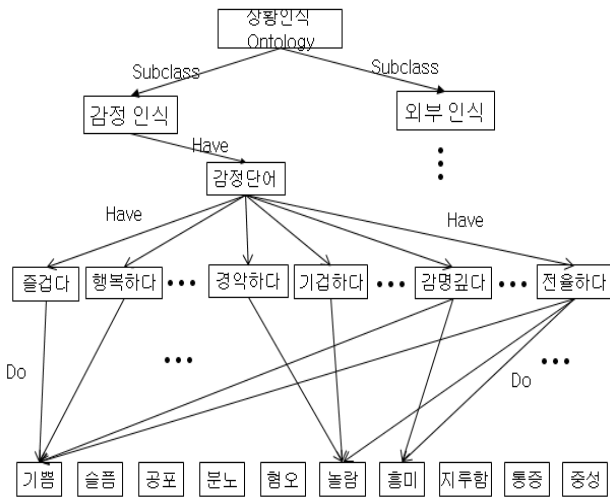 상황인식
Ontology
Subclass
Subclass
감정 인식
외부 인식
Have
감정단어
Have
Have
즐겁다
행복하다
경악하다
기겁하다
감명깊다
전율하다
Do
Do
기쁨
슬픔
공포
분노
혐오
놀람
흥미
지루함
통증
중성